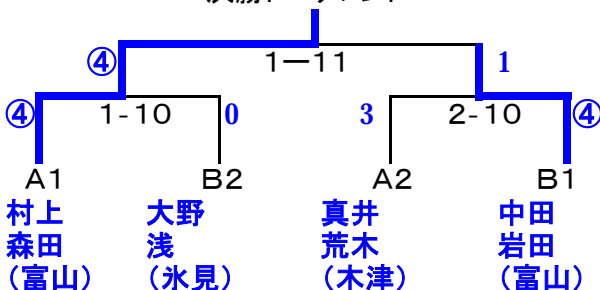 ④ 1－11 1
④ 1-10 0 3 2-10 ④
A1 B2 A2 B1
村上 大野 真井 中田
森田 浅 荒木 岩田
（富山） （氷見） （木津） （富山）